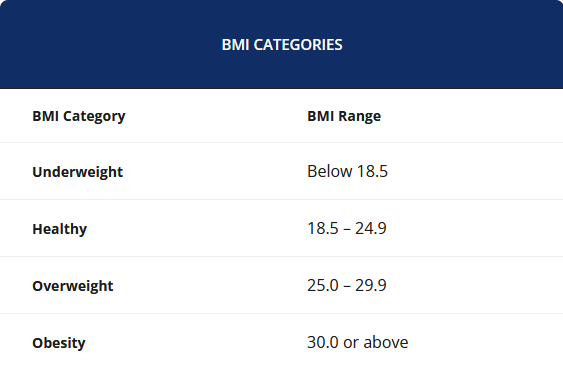 BMI CATEGORIES
BMI Category BMI Range
Underweight Below 18.5
Healthy 18.5 – 24.9
Overweight 25.0 – 29.9
Obesity 30.0 or above